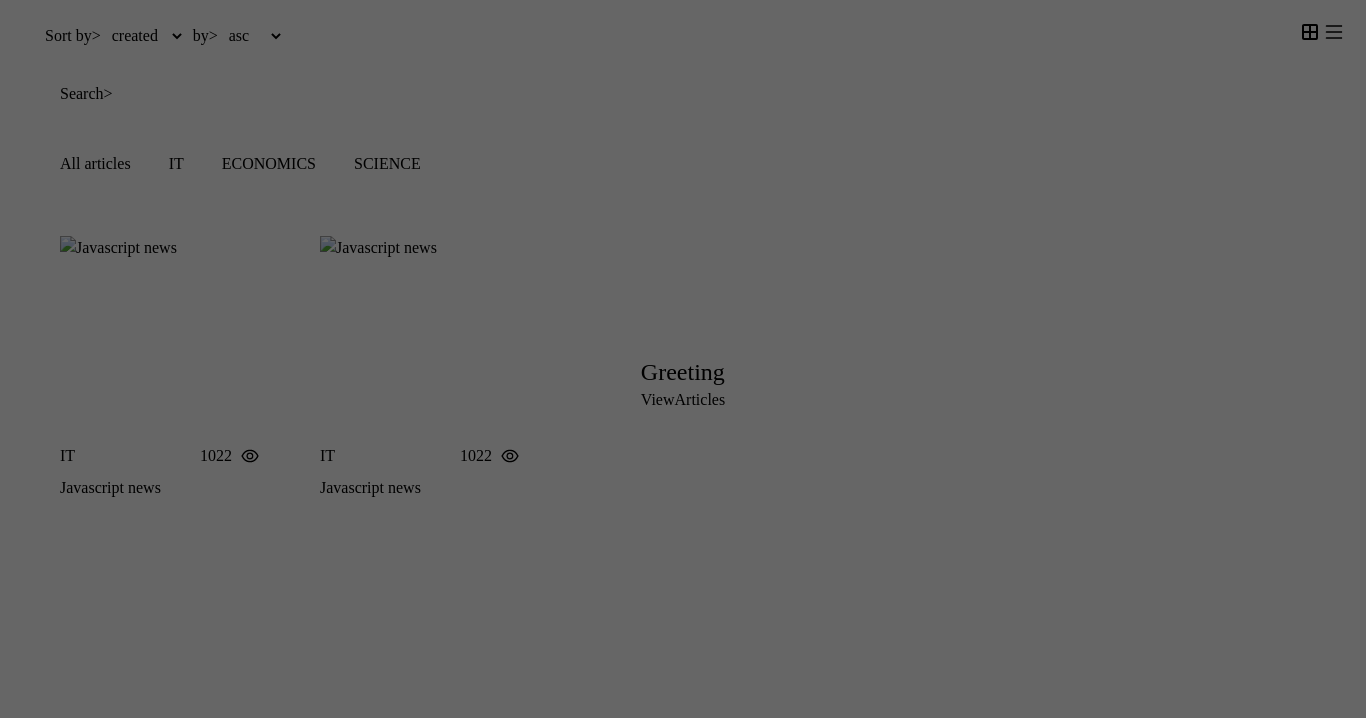 Sort by> created by> asc
Search>
All articles IT ECONOMICS SCIENCE
Javascript news Javascript news
Greeting
ViewArticles
IT 1022 IT 1022
Javascript news Javascript news